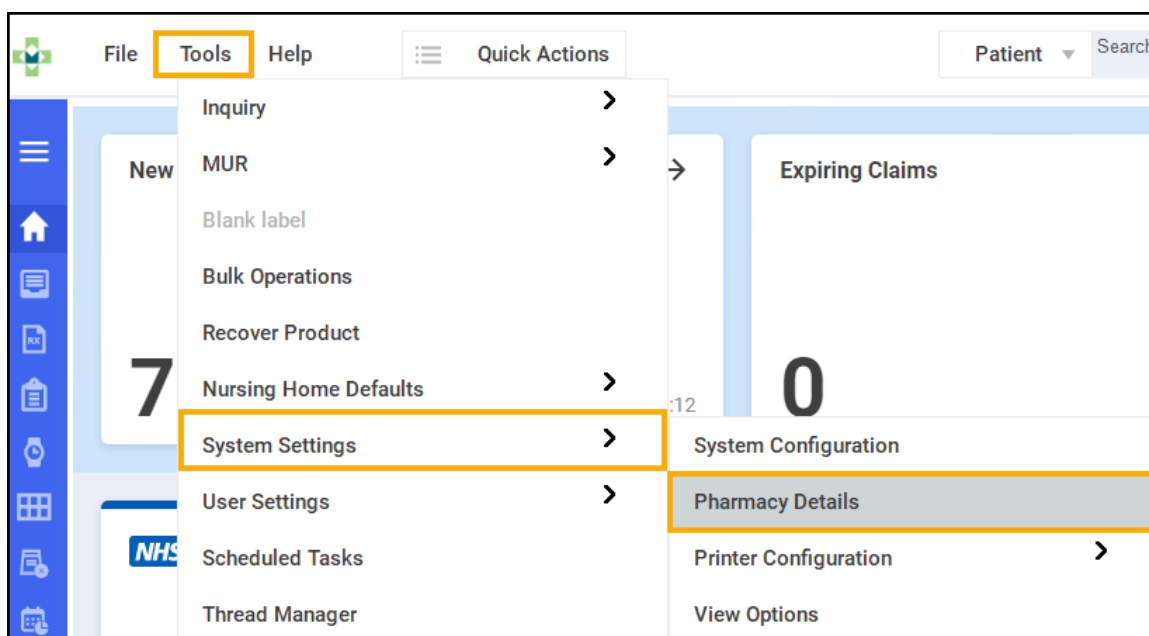 File Tools Help Quick Actions Patient Search
Inquiry
New MUR Expiring Claims
Blank label
Bulk Operations
RX Recover Product
7 Nursing Home Defaults :12 0
System Settings System Configuration
User Settings Pharmacy Details
NHS Scheduled Tasks Printer Configuration
Thread Manager View Options